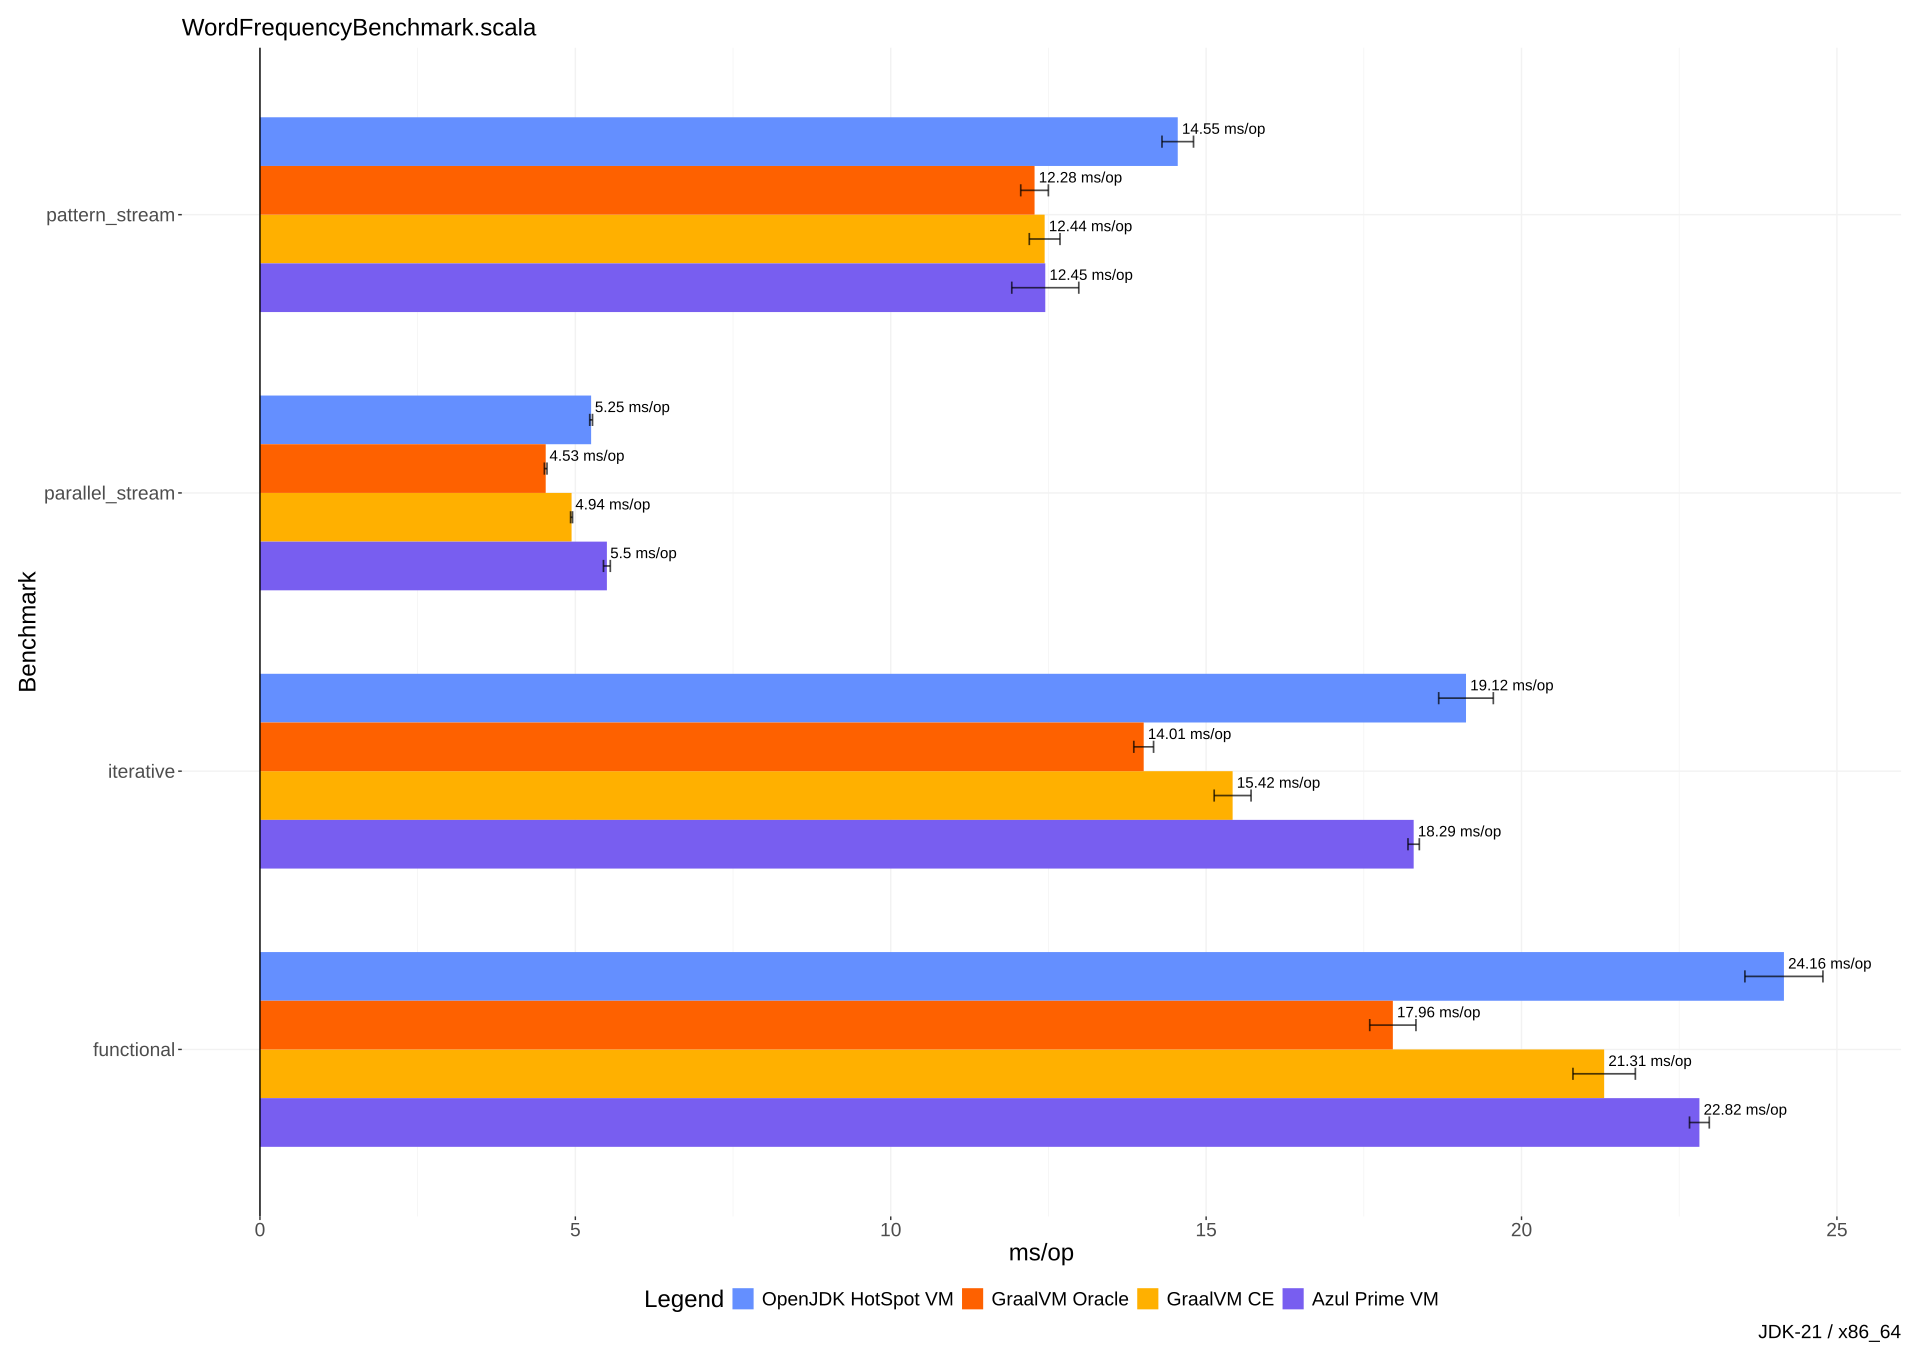 WordFrequencyBenchmark.scala
Benchmark
pattern_stream
14.55 ms/op
12.28 ms/op
12.44 ms/op
12.45 ms/op
parallel_stream
5.25 ms/op
4.53 ms/op
4.94 ms/op
5.5 ms/op
iterative
19.12 ms/op
14.01 ms/op
15.42 ms/op
18.29 ms/op
functional
24.16 ms/op
17.96 ms/op
21.31 ms/op
22.82 ms/op
0 5 10 15 20 25
ms/op
Legend OpenJDK HotSpot VM GraalVM Oracle GraalVM CE Azul Prime VM
JDK-21 / x86_64